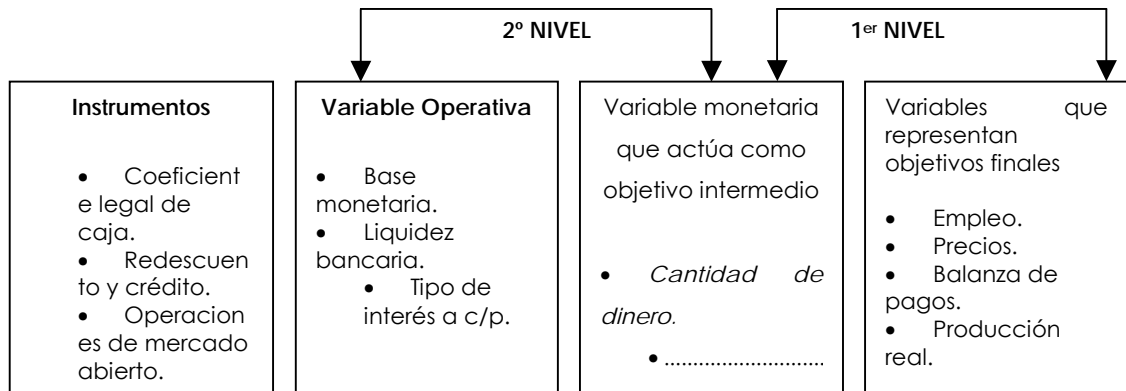 2º NIVEL
1er NIVEL
Instrumentos
• Coeficient
e legal de
caja.
• Redescuen
to y crédito.
• Operacion
es de mercado
abierto.
Variable Operativa
• Base
monetaria.
• Liquidez
bancaria.
• Tipo de
interés a c/p.
Variable monetaria
que actúa como
objetivo intermedio
• Cantidad de
dinero.
• ............................
Variables que
representan
objetivos finales
• Empleo.
• Precios.
• Balanza de
pagos.
• Producción
real.